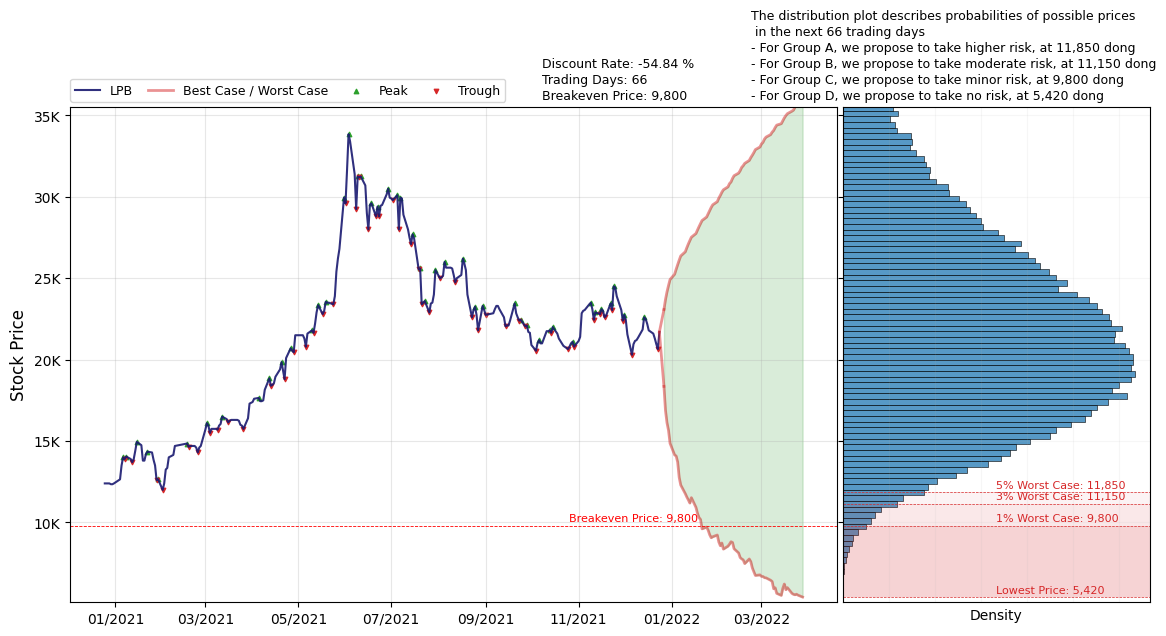 The distribution plot describes probabilities of possible prices
in the next 66 trading days
- For Group A, we propose to take higher risk, at 11,850 dong
- For Group B, we propose to take moderate risk, at 11,150 dong
- For Group C, we propose to take minor risk, at 9,800 dong
- For Group D, we propose to take no risk, at 5,420 dong
Discount Rate: -54.84 %
Trading Days: 66
Breakeven Price: 9,800
LPB
Best Case / Worst Case
Peak
Trough
Stock Price
35K
30K
25K
20K
15K
10K
Breakeven Price: 9,800
01/2021
03/2021
05/2021
07/2021
09/2021
11/2021
01/2022
03/2022
5% Worst Case: 11,850
3% Worst Case: 11,150
1% Worst Case: 9,800
Lowest Price: 5,420
Density